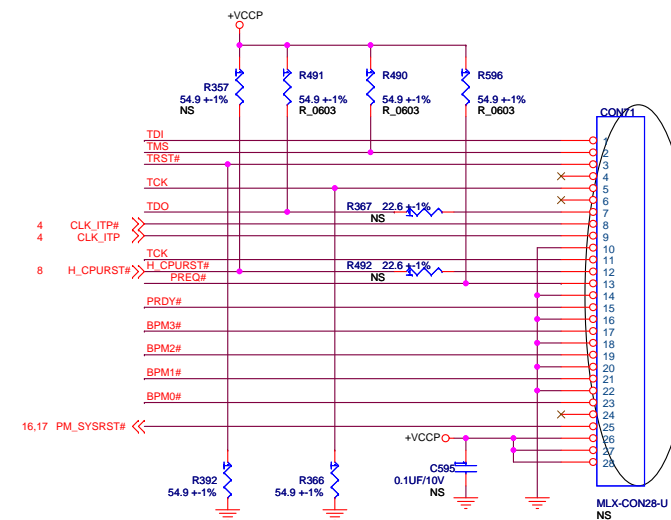 +VCCP
R357
54.9 +-1%
NS
R491
54.9 +-1%
R_0603
R490
54.9 +-1%
R_0603
R596
54.9 +-1%
R_0603
CON71
TDI
1
TMS
2
TRST#
3
4
TCK
5
6
TDO
R367 22.6 +-1%
NS
7
4 CLK_ITP#
8
4 CLK_ITP
9
10
TCK
11
8 H_CPURST#
H_CPURST#
R492 22.6 +-1%
NS
12
PREQ#
13
14
PRDY#
15
16
BPM3#
17
18
BPM2#
19
20
BPM1#
21
22
BPM0#
23
24
16,17 PM_SYSRST#
25
+VCCP
26
27
28
R392
54.9 +-1%
R366
54.9 +-1%
C595
0.1UF/10V
NS
MLX-CON28-U
NS